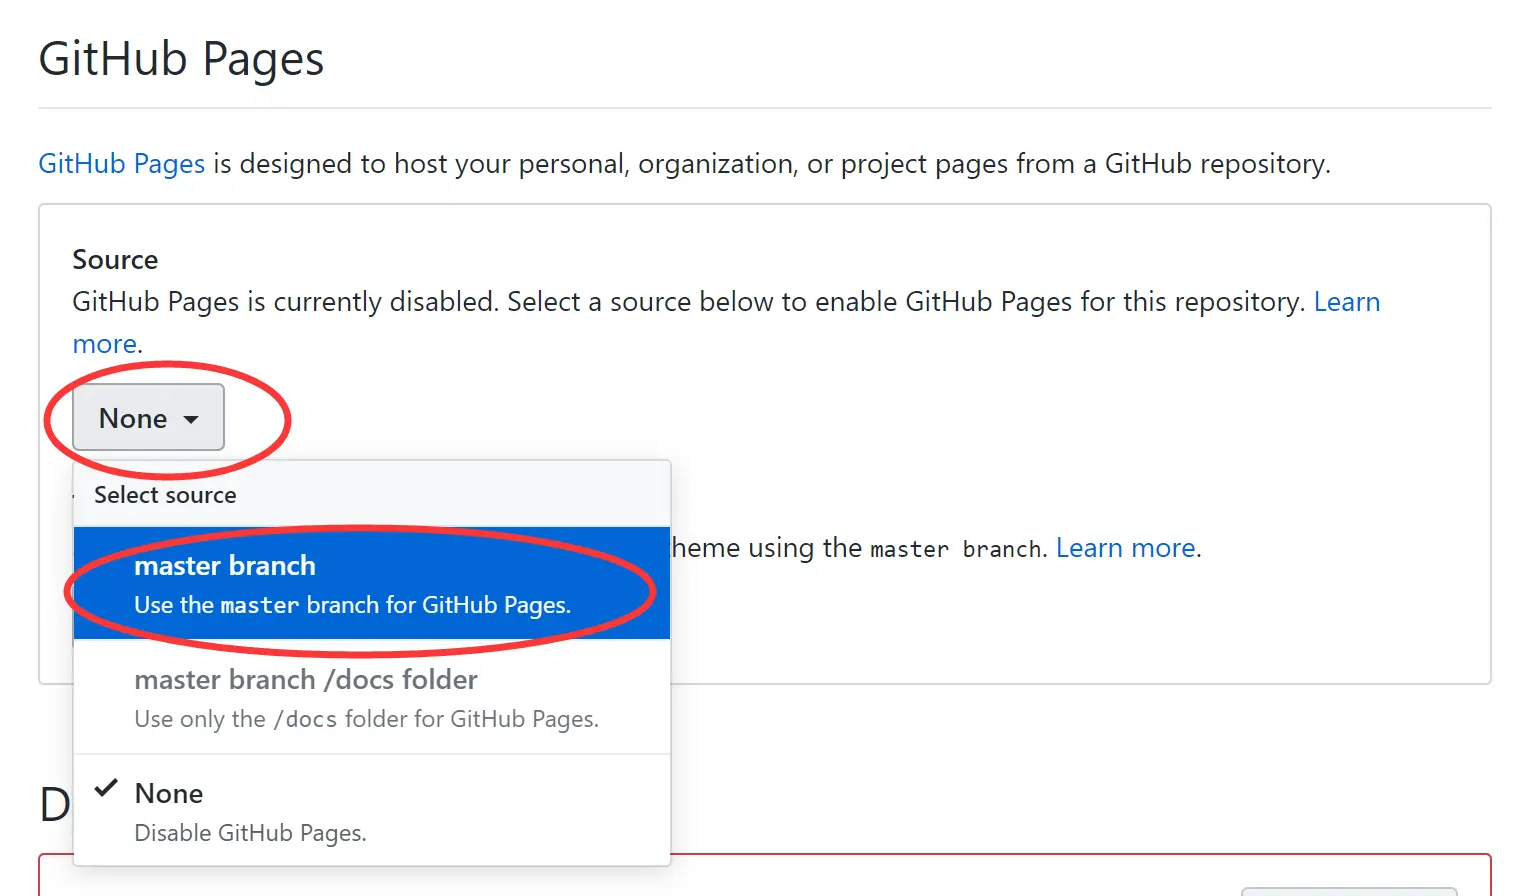 GitHub Pages
GitHub Pages is designed to host your personal, organization, or project pages from a GitHub repository.
Source
GitHub Pages is currently disabled. Select a source below to enable GitHub Pages for this repository. Learn
more.
None
Select source
master branch
Use the master branch for GitHub Pages.
theme using the master branch. Learn more.
master branch /docs folder
Use only the /docs folder for GitHub Pages.
None
Disable GitHub Pages.
D